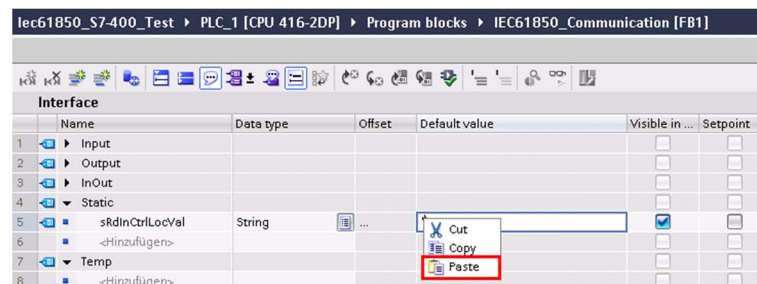 Iec61850_S7-400_Test ▸ PLC_1 [CPU 416-2DP] ▸ Program blocks ▸ IEC61850_Communication [FB1]
Interface
Name Data type Offset Default value Visible in ... Setpoint
1 Input
2 Output
3 InOut
4 Static
5 sRdInCtrlLocVal String ... '
Cut
6 <Hinzufügen>
Copy
7 Temp
Paste
8 <Hinzufügen>